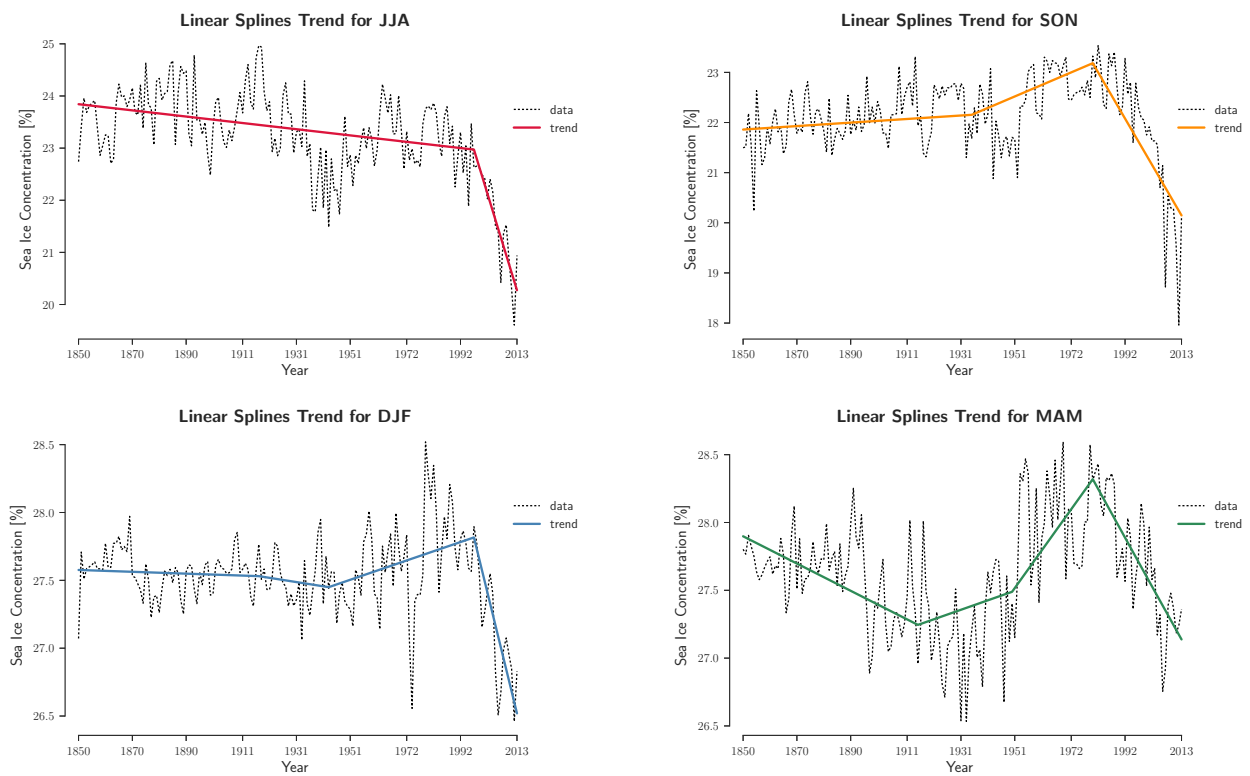 Linear Splines Trend for JJA
Sea Ice Concentration [%]
25
24
23
22
21
20
1850 1870 1890 1911 1931 1951 1972 1992 2013
Year
data
trend
Linear Splines Trend for SON
Sea Ice Concentration [%]
23
22
21
20
19
18
1850 1870 1890 1911 1931 1951 1972 1992 2013
Year
data
trend
Linear Splines Trend for DJF
Sea Ice Concentration [%]
28.5
28.0
27.5
27.0
26.5
1850 1870 1890 1911 1931 1951 1972 1992 2013
Year
data
trend
Linear Splines Trend for MAM
Sea Ice Concentration [%]
28.5
28.0
27.5
27.0
26.5
1850 1870 1890 1911 1931 1951 1972 1992 2013
Year
data
trend